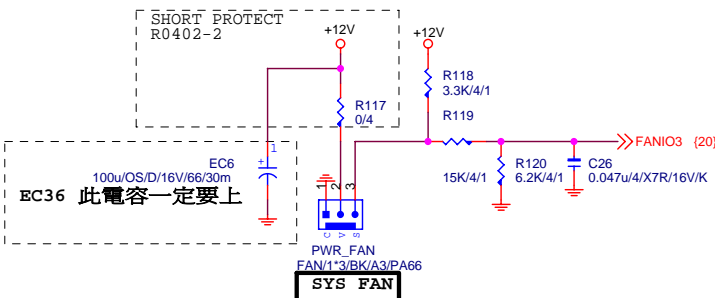 SHORT PROTECT
R0402-2
+12V
+12V
R118
3.3K/4/1
R117
0/4
R119
FANIO3 {20}
1
EC6
+
100u/OS/D/16V/66/30m
EC36 此電容一定要上
15K/4/1
R120
6.2K/4/1
C26
0.047u/4/X7R/16V/K
1
2
3
C
V
S
PWR_FAN
FAN/1*3/BK/A3/PA66
SYS FAN